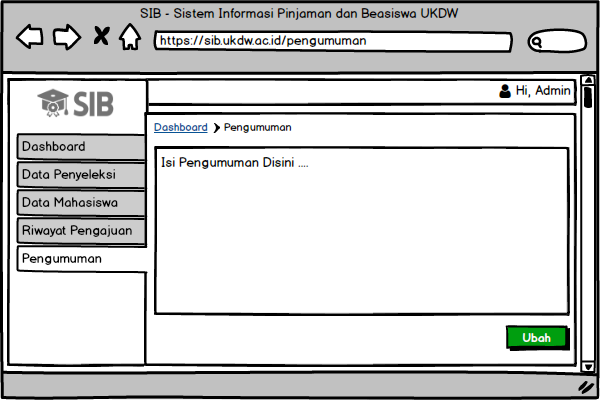 SIB - Sistem Informasi Pinjaman dan Beasiswa UKDW
https://sib.ukdw.ac.id/pengumuman
SIB
Hi, Admin
Dashboard
Data Penyeleksi
Data Mahasiswa
Riwayat Pengajuan
Pengumuman
Dashboard ❯ Pengumuman
Isi Pengumuman Disini ....
Ubah